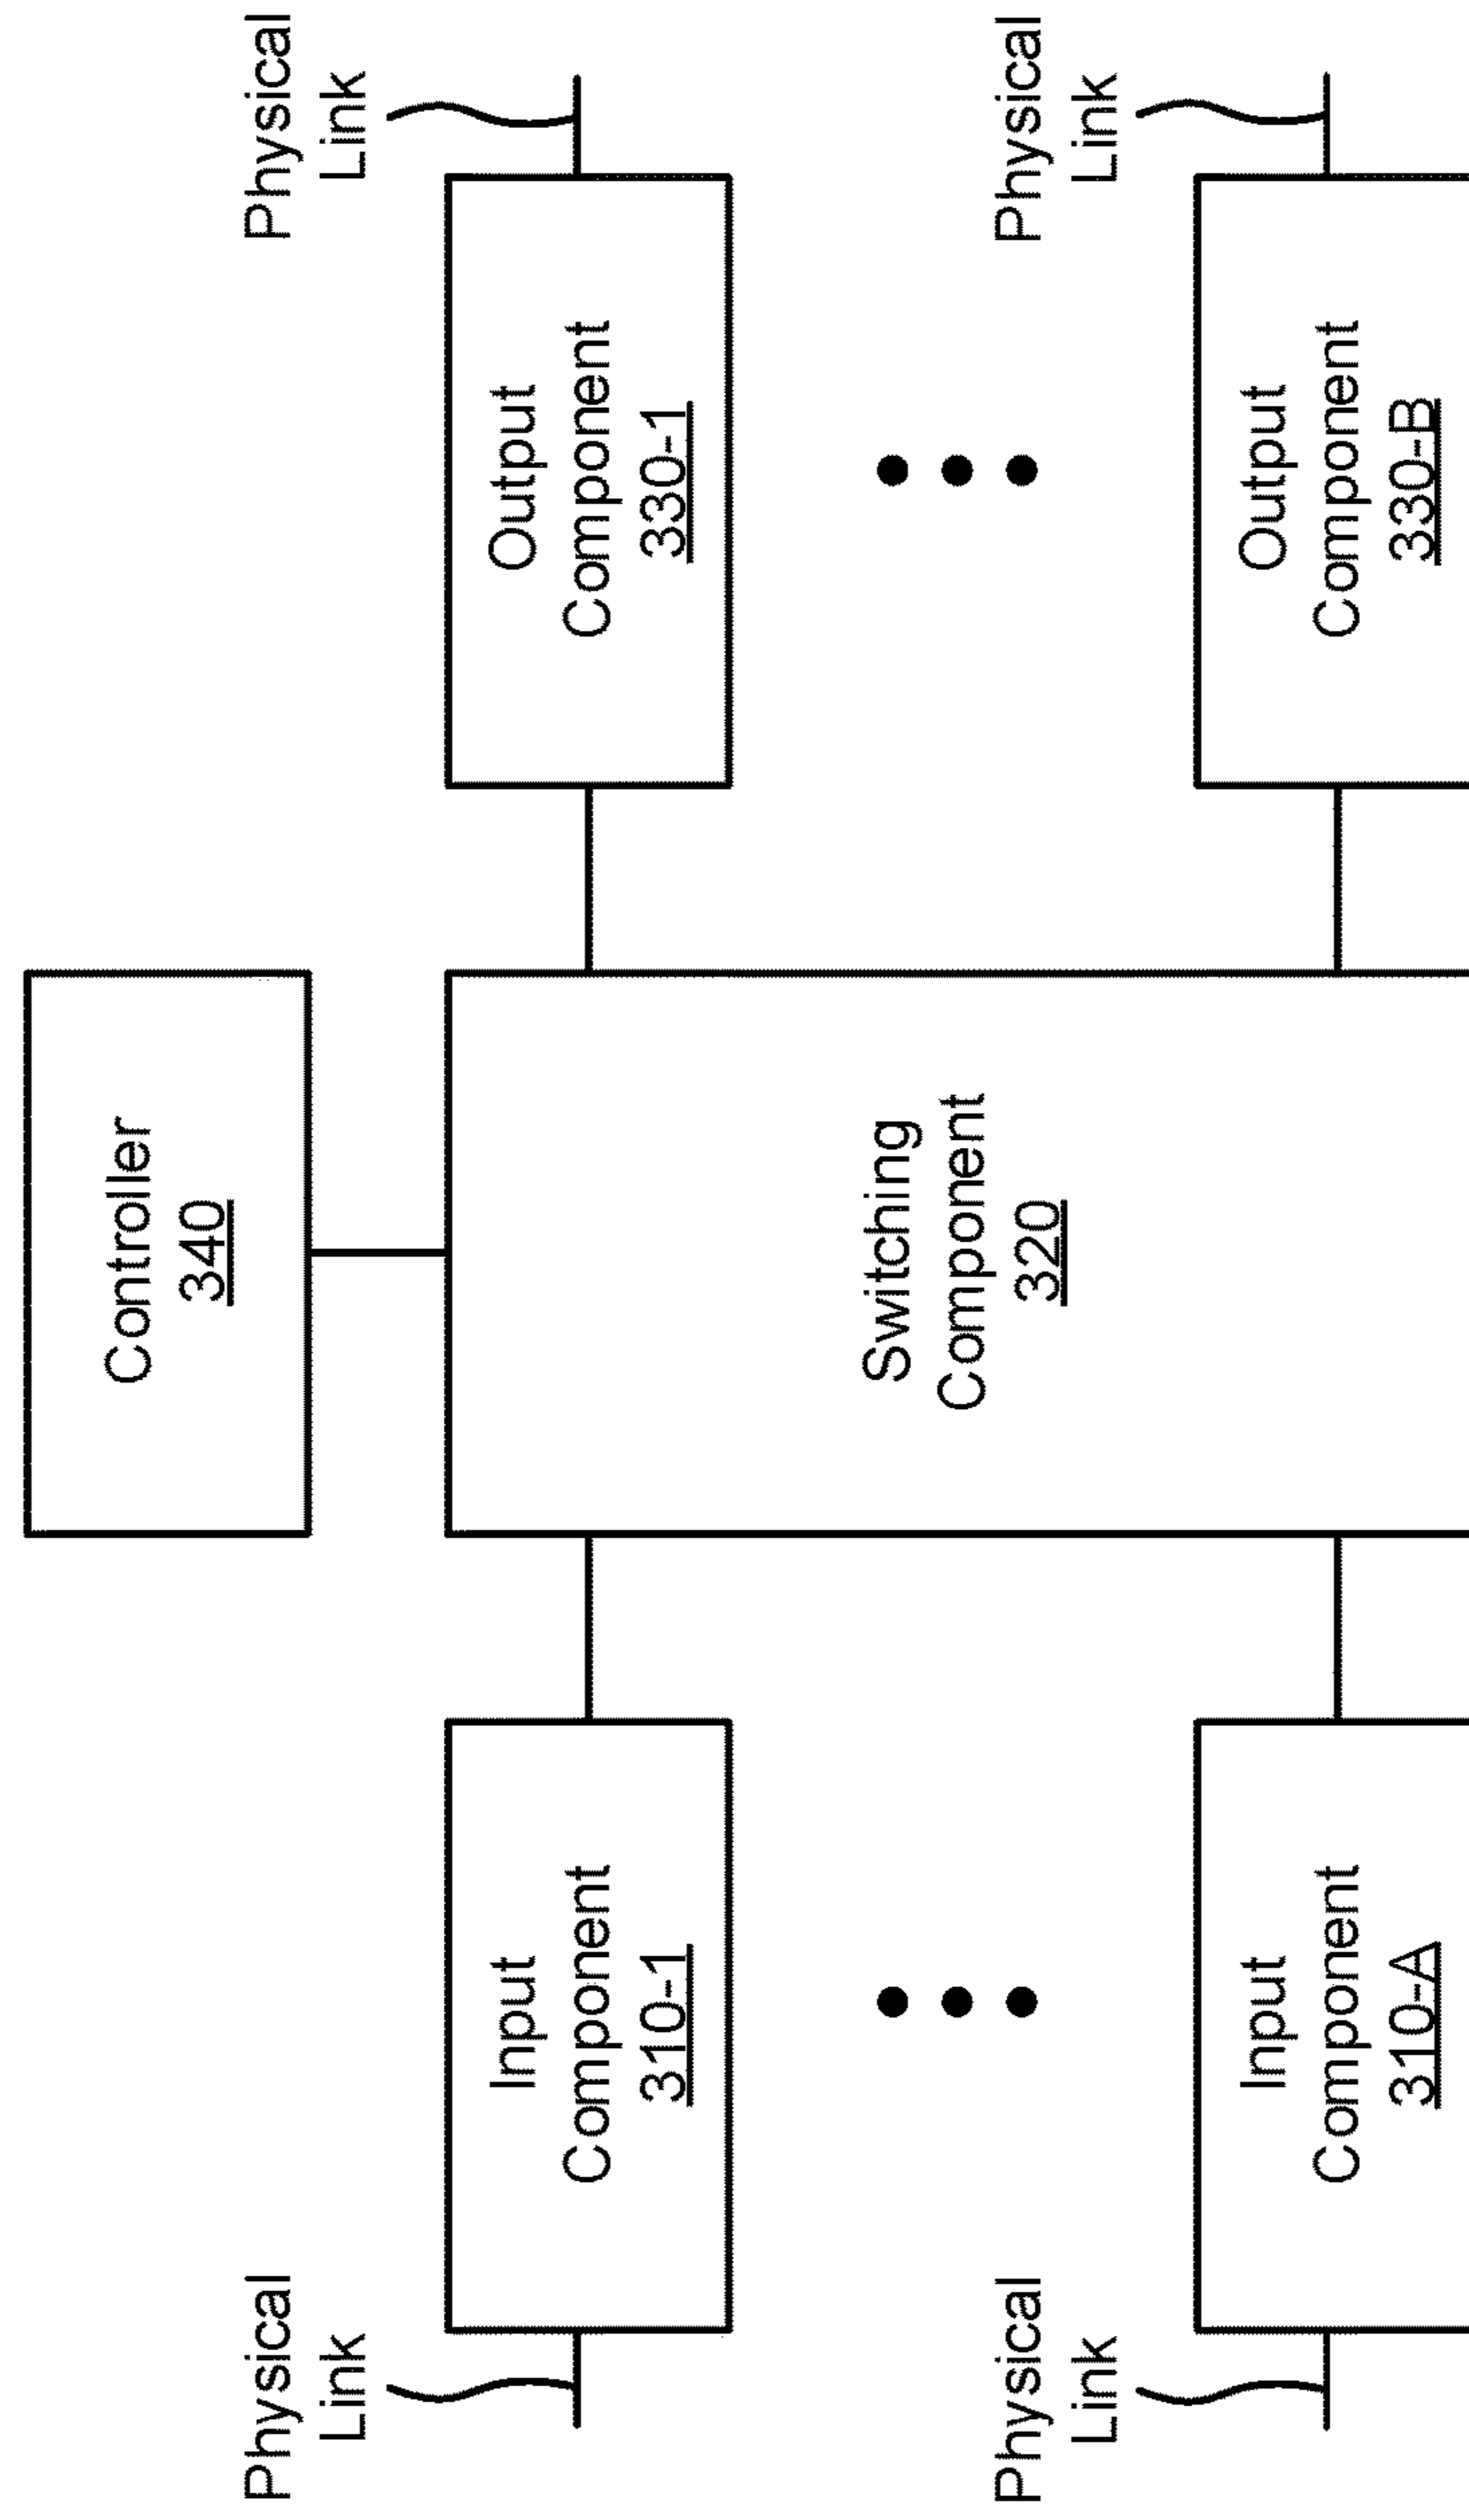 Controller
340
Physical
Link
Input
Component
310-1
Switching
Component
320
Output
Component
330-1
Physical
Link
Physical
Link
Input
Component
310-A
Output
Component
330-B
Physical
Link